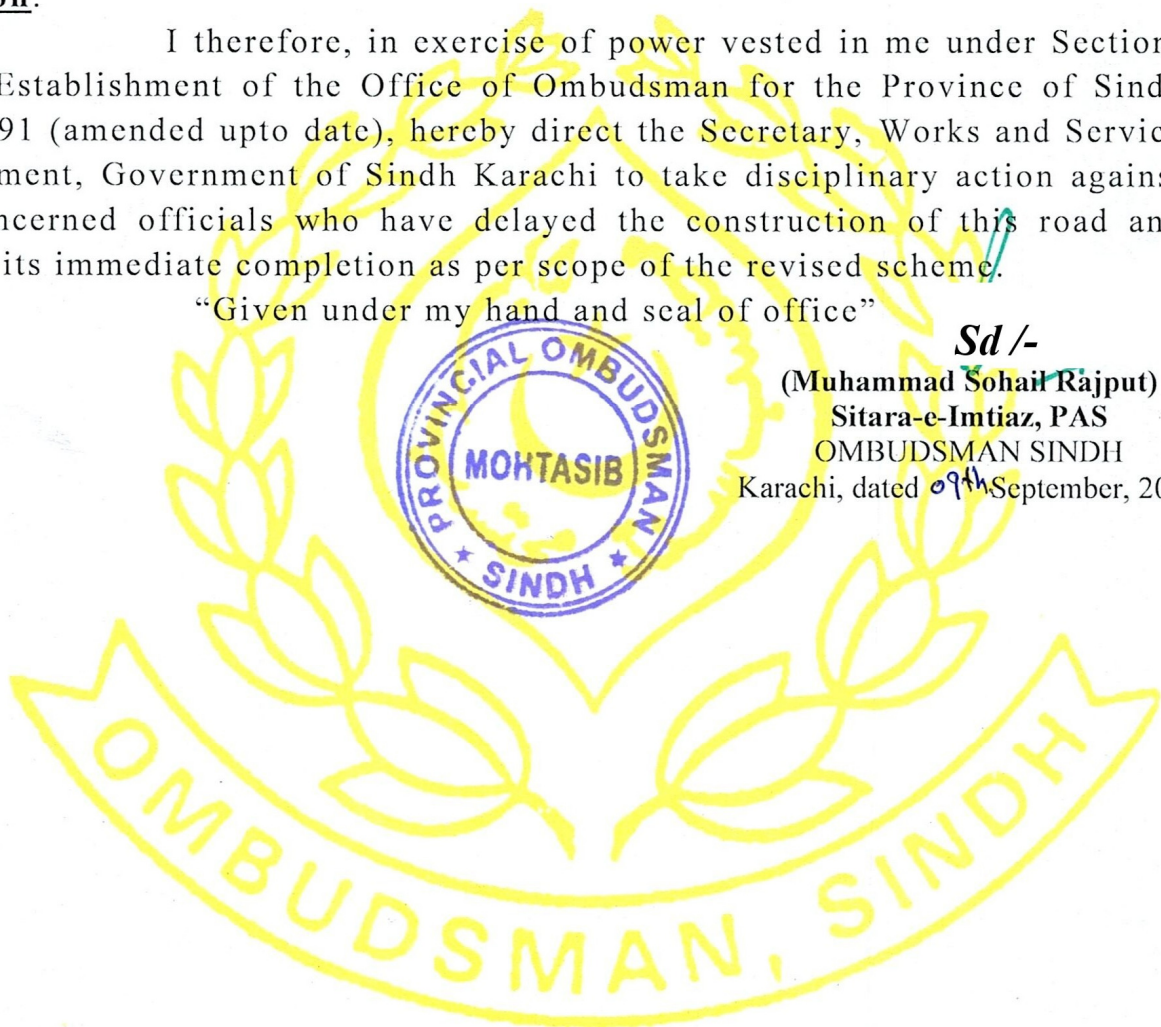 on:
I therefore, in exercise of power vested in me under Section
Establishment of the Office of Ombudsman for the Province of Sind
91 (amended upto date), hereby direct the Secretary, Works and Servic
ment, Government of Sindh Karachi to take disciplinary action agains
ncerned officials who have delayed the construction of this road an
its immediate completion as per scope of the revised scheme.
“Given under my hand and seal of office”
Sd /-
(Muhammad Sohail Rajput)
Sitara-e-Imtiaz, PAS
OMBUDSMAN SINDH
Karachi, dated 09th September, 20
PROVINCIAL OMBUDSMAN
MOHTASIB
★ SINDH ★
OMBUDSMAN, SINDH